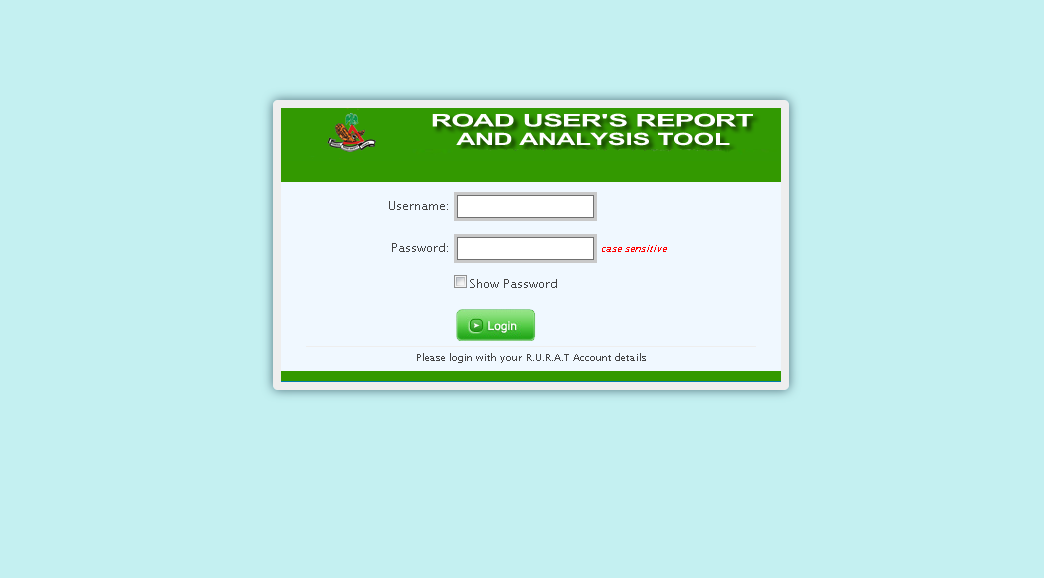 ROAD USER'S REPORT
AND ANALYSIS TOOL
Username:
Password: case sensitive
Show Password
Login
Please login with your R.U.R.A.T Account details